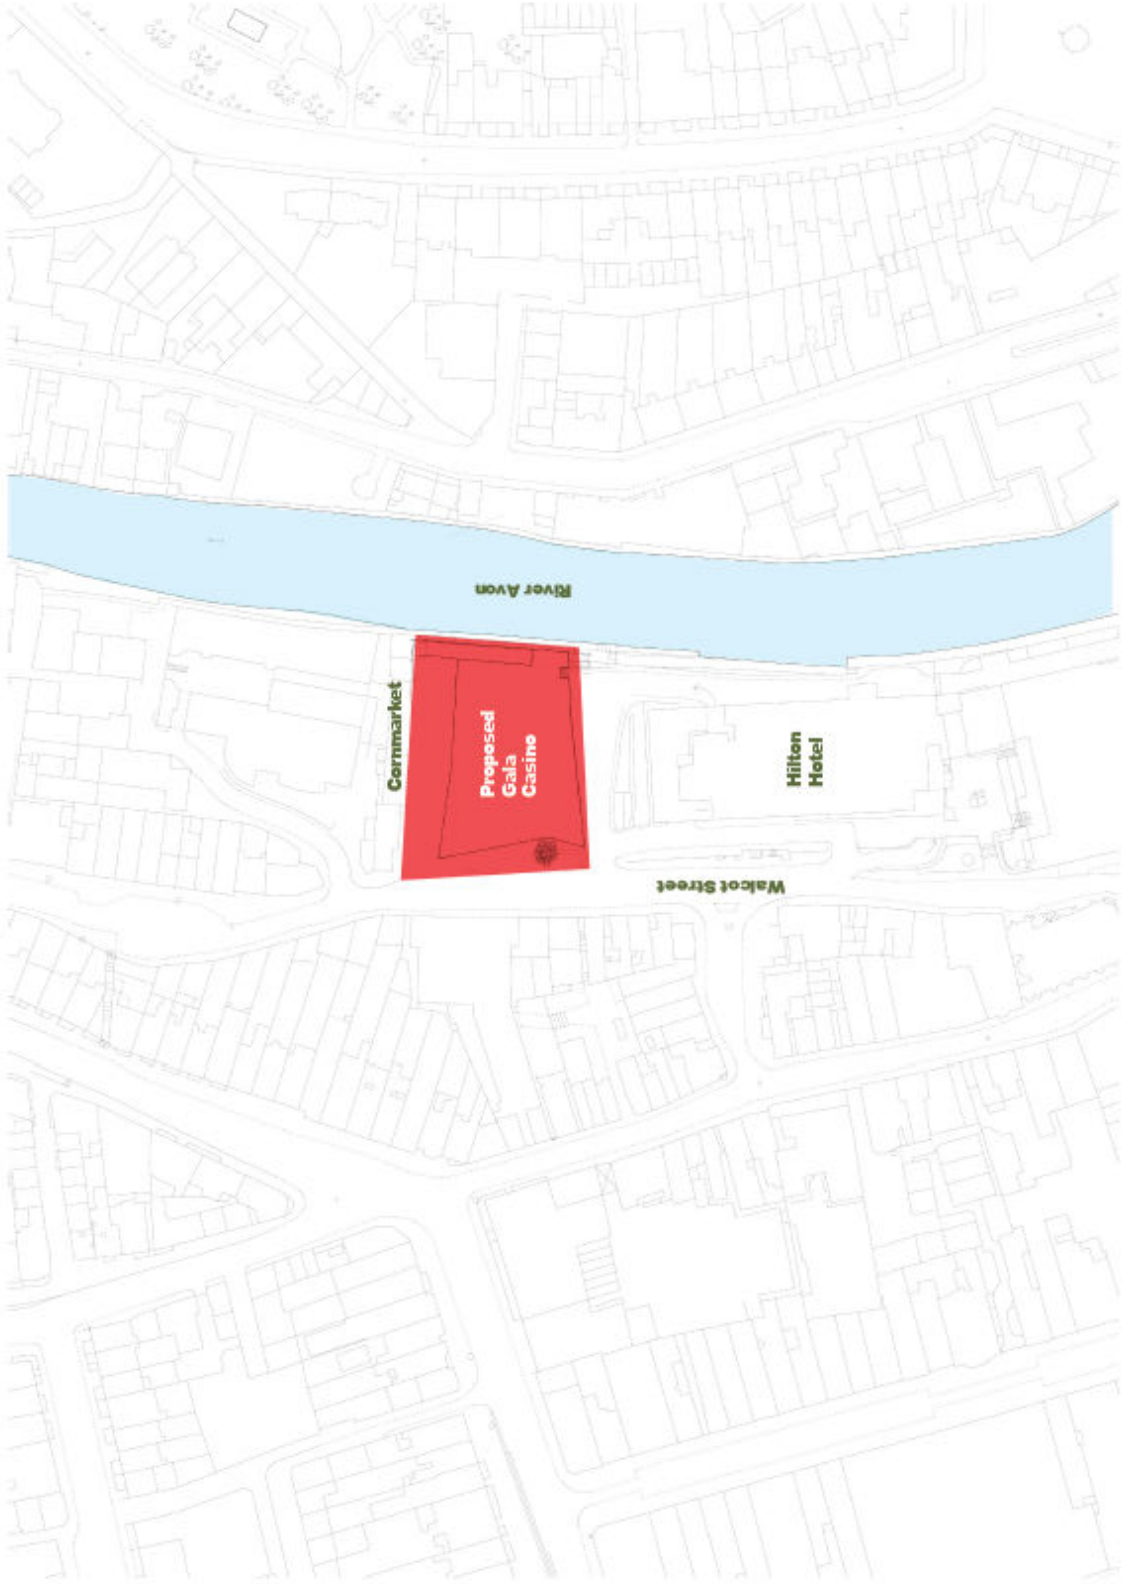 River Avon
Cornmarket
Proposed
Gala
Casino
Hilton
Hotel
Walcot Street